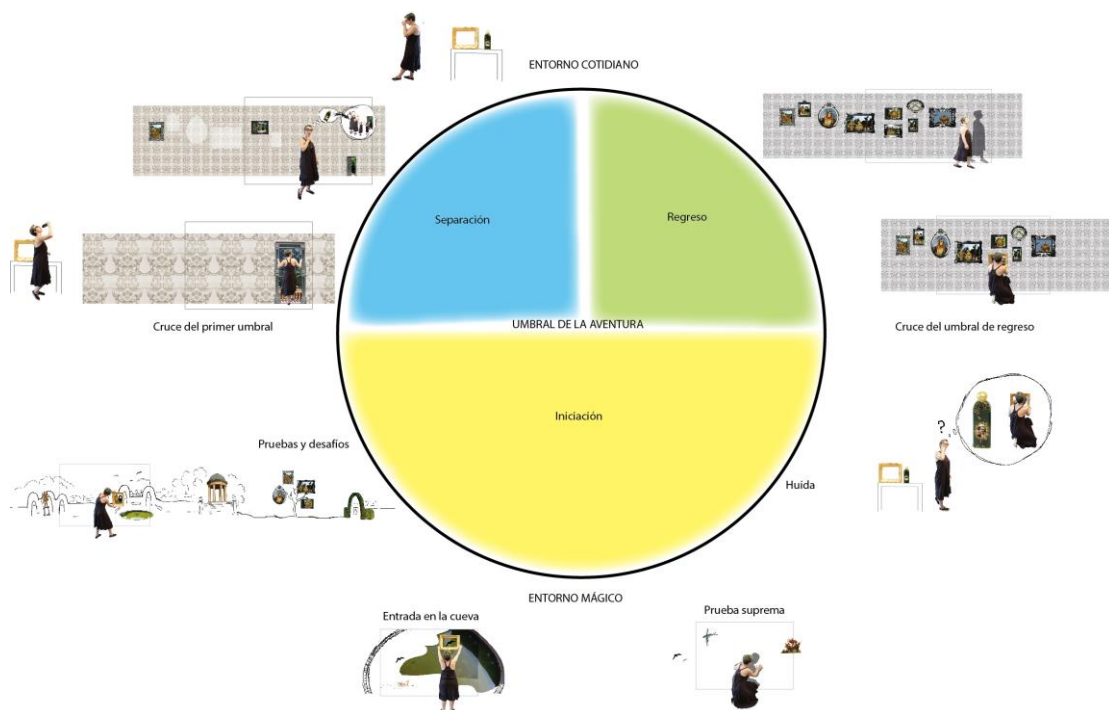 ENTORNO COTIDIANO
Separación
Regreso
Cruce del primer umbral
UMBRAL DE LA AVENTURA
Cruce del umbral de regreso
Iniciación
Pruebas y desafios
?
Huida
ENTORNO MÁGICO
Entrada en la cueva
Prueba suprema